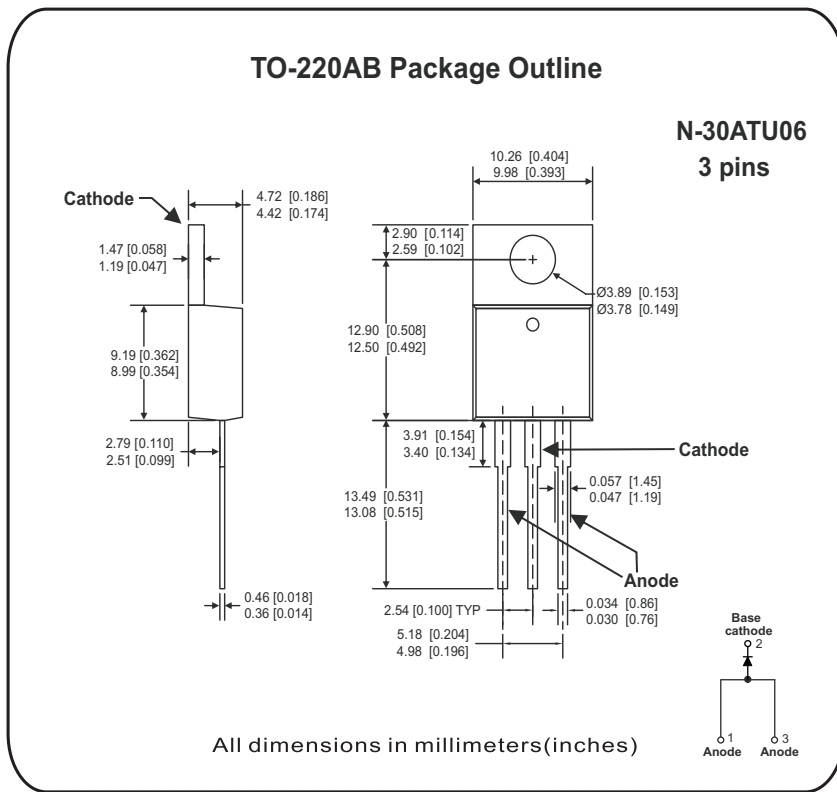 TO-220AB Package Outline
N-30ATU06
3 pins
10.26 [0.404]
9.98 [0.393]
Cathode
4.72 [0.186]
4.42 [0.174]
2.90 [0.114]
2.59 [0.102]
1.47 [0.058]
1.19 [0.047]
Ø3.89 [0.153]
Ø3.78 [0.149]
12.90 [0.508]
12.50 [0.492]
9.19 [0.362]
8.99 [0.354]
2.79 [0.110]
2.51 [0.099]
3.91 [0.154]
3.40 [0.134]
Cathode
0.057 [1.45]
0.047 [1.19]
13.49 [0.531]
13.08 [0.515]
Anode
0.46 [0.018]
0.36 [0.014]
2.54 [0.100] TYP
0.034 [0.86]
0.030 [0.76]
5.18 [0.204]
4.98 [0.196]
Base
cathode
2
1
3
Anode
Anode
All dimensions in millimeters(inches)